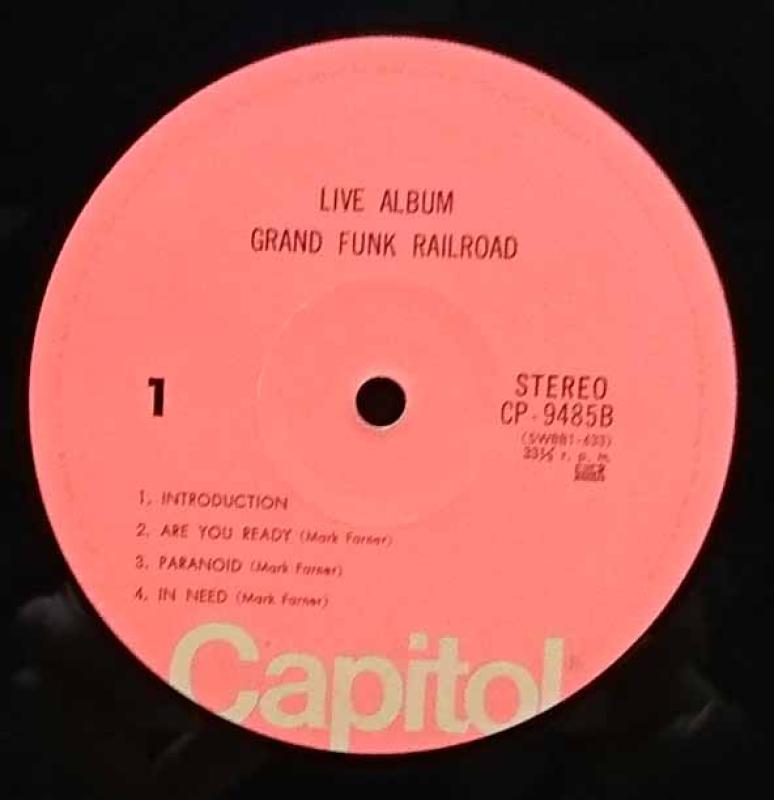 LIVE ALBUM
GRAND FUNK RAILROAD
1
STEREO
CP-9485B
(SWBB1-633)
33⅓ r. p. m.
1. INTRODUCTION
2. ARE YOU READY (Mark Farner)
3. PARANOID (Mark Farner)
4. IN NEED (Mark Farner)
Capitol